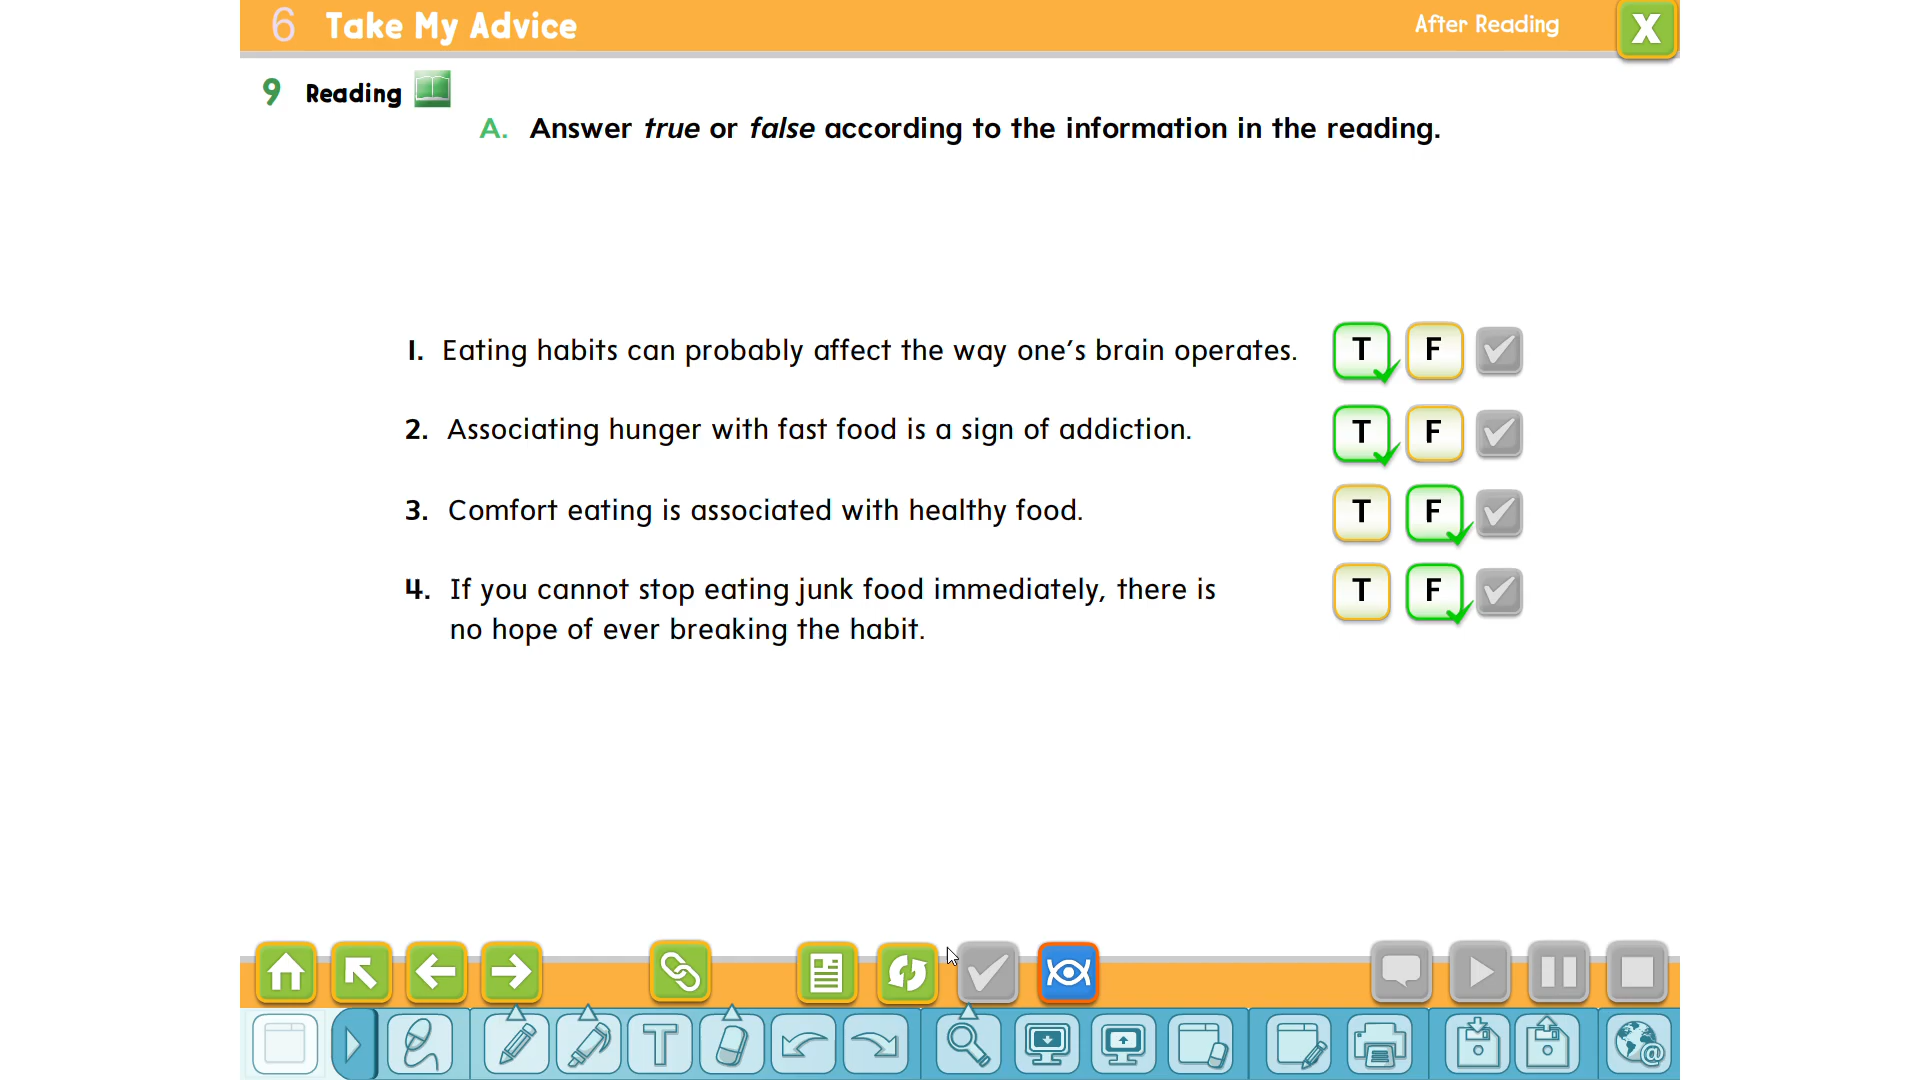 6 Take My Advice
After Reading
X
9 Reading
A. Answer true or false according to the information in the reading.
1. Eating habits can probably affect the way one's brain operates. T F
2. Associating hunger with fast food is a sign of addiction. T F
3. Comfort eating is associated with healthy food. T F
4. If you cannot stop eating junk food immediately, there is T F
no hope of ever breaking the habit.
T
@